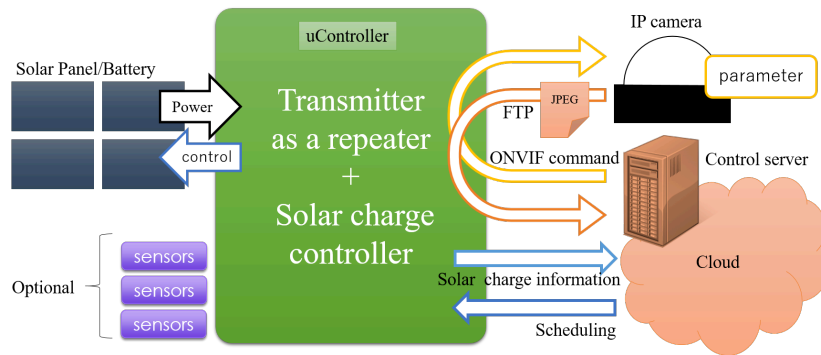 uController
IP camera
Solar Panel/Battery
parameter
Power
Transmitter
as a repeater
+
Solar charge
controller
JPEG
FTP
control
ONVIF command
Control server
sensors
Optional
sensors
sensors
Cloud
Solar charge information
Scheduling